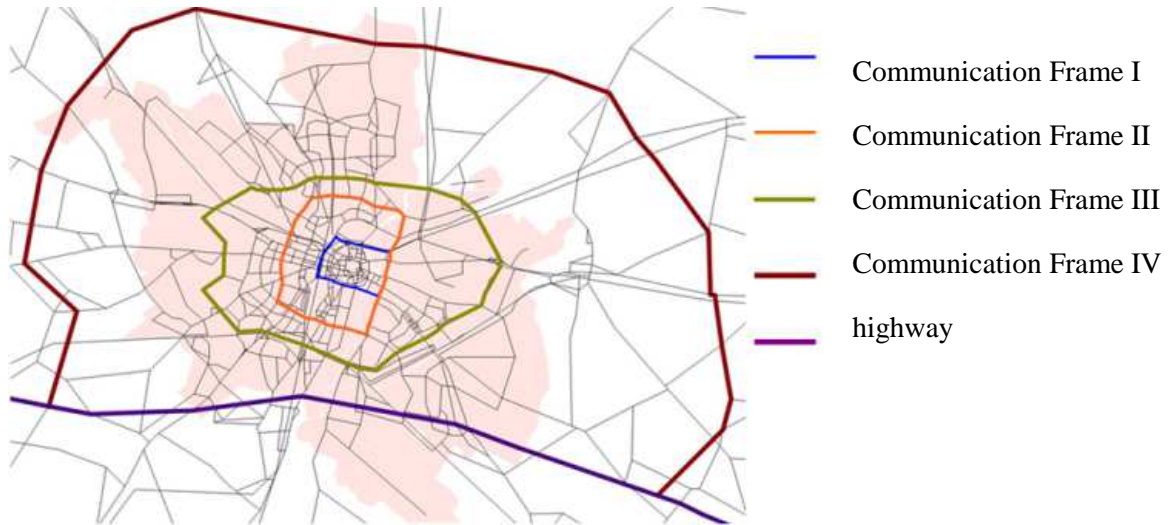 Communication Frame I
Communication Frame II
Communication Frame III
Communication Frame IV
highway